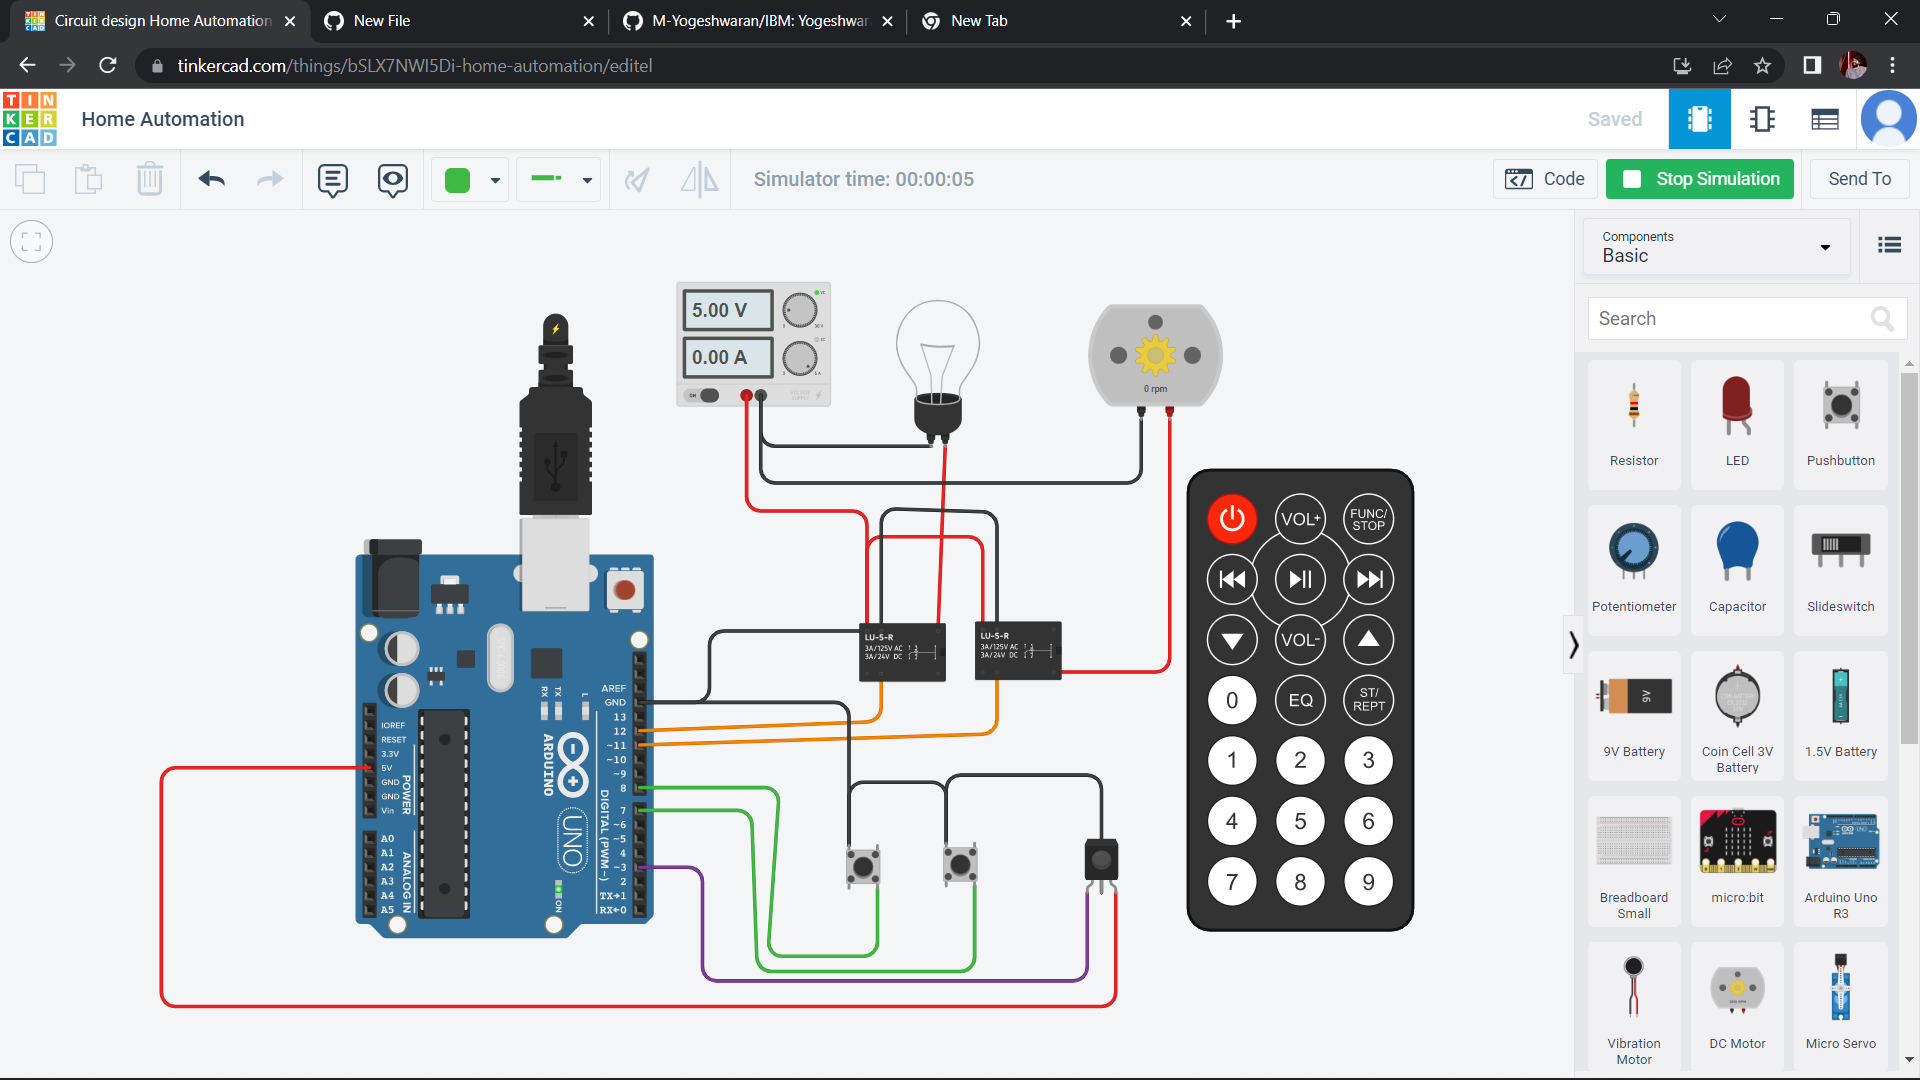 Circuit design Home Automation
New File
M-Yogeshwaran/IBM: Yogeshwar
New Tab
tinkercad.com/things/bSLX7NWI5Di-home-automation/editel
TIN
KER
CAD
Home Automation
Saved
Simulator time: 00:00:05
Code
Stop Simulation
Send To
Components
Basic
Search
Resistor
LED
Pushbutton
Potentiometer
Capacitor
Slideswitch
9V
9V Battery
Coin Cell 3V
Battery
1.5V Battery
Breadboard
Small
micro:bit
Arduino Uno
R3
Vibration
Motor
DC Motor
Micro Servo
5.00 V
0.00 A
0 rpm
LU-5-R
3A/125V AC
3A/24V DC
LU-5-R
3A/125V AC
3A/24V DC
AREF
GND
13
12
~11
~10
~9
8
7
~6
~5
4
~3
2
TX→1
RX←0
DIGITAL (PWM~)
IOREF
RESET
3.3V
5V
GND
GND
Vin
POWER
A0
A1
A2
A3
A4
A5
ANALOG IN
RX
TX
L
ARDUINO
UNO
ON
VOL+
FUNC/
STOP
VOL-
0
EQ
ST/
REPT
1
2
3
4
5
6
7
8
9